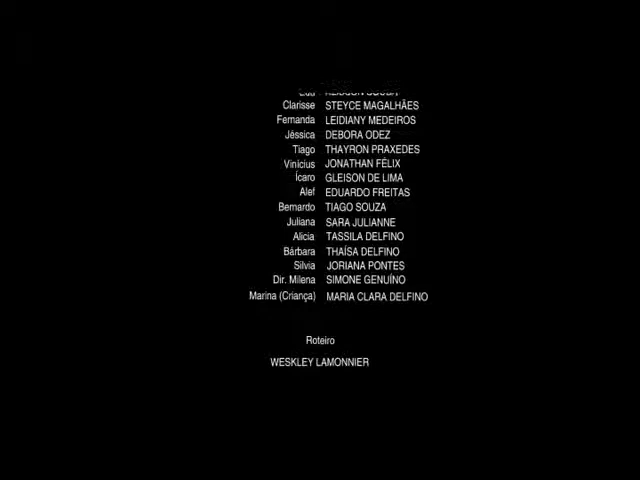 Clarisse STEYCE MAGALHÃES
Fernanda LEIDIANY MEDEIROS
Jéssica DEBORA ODEZ
Tiago THAYRON PRAXEDES
Vinícius JONATHAN FÉLIX
Ícaro GLEISON DE LIMA
Alef EDUARDO FREITAS
Bernardo TIAGO SOUZA
Juliana SARA JULIANNE
Alicia TASSILA DELFINO
Bárbara THAÍSA DELFINO
Silvia JORIANA PONTES
Dir. Milena SIMONE GENUÍNO
Marina (Criança) MARIA CLARA DELFINO
Roteiro
WESKLEY LAMONNIER